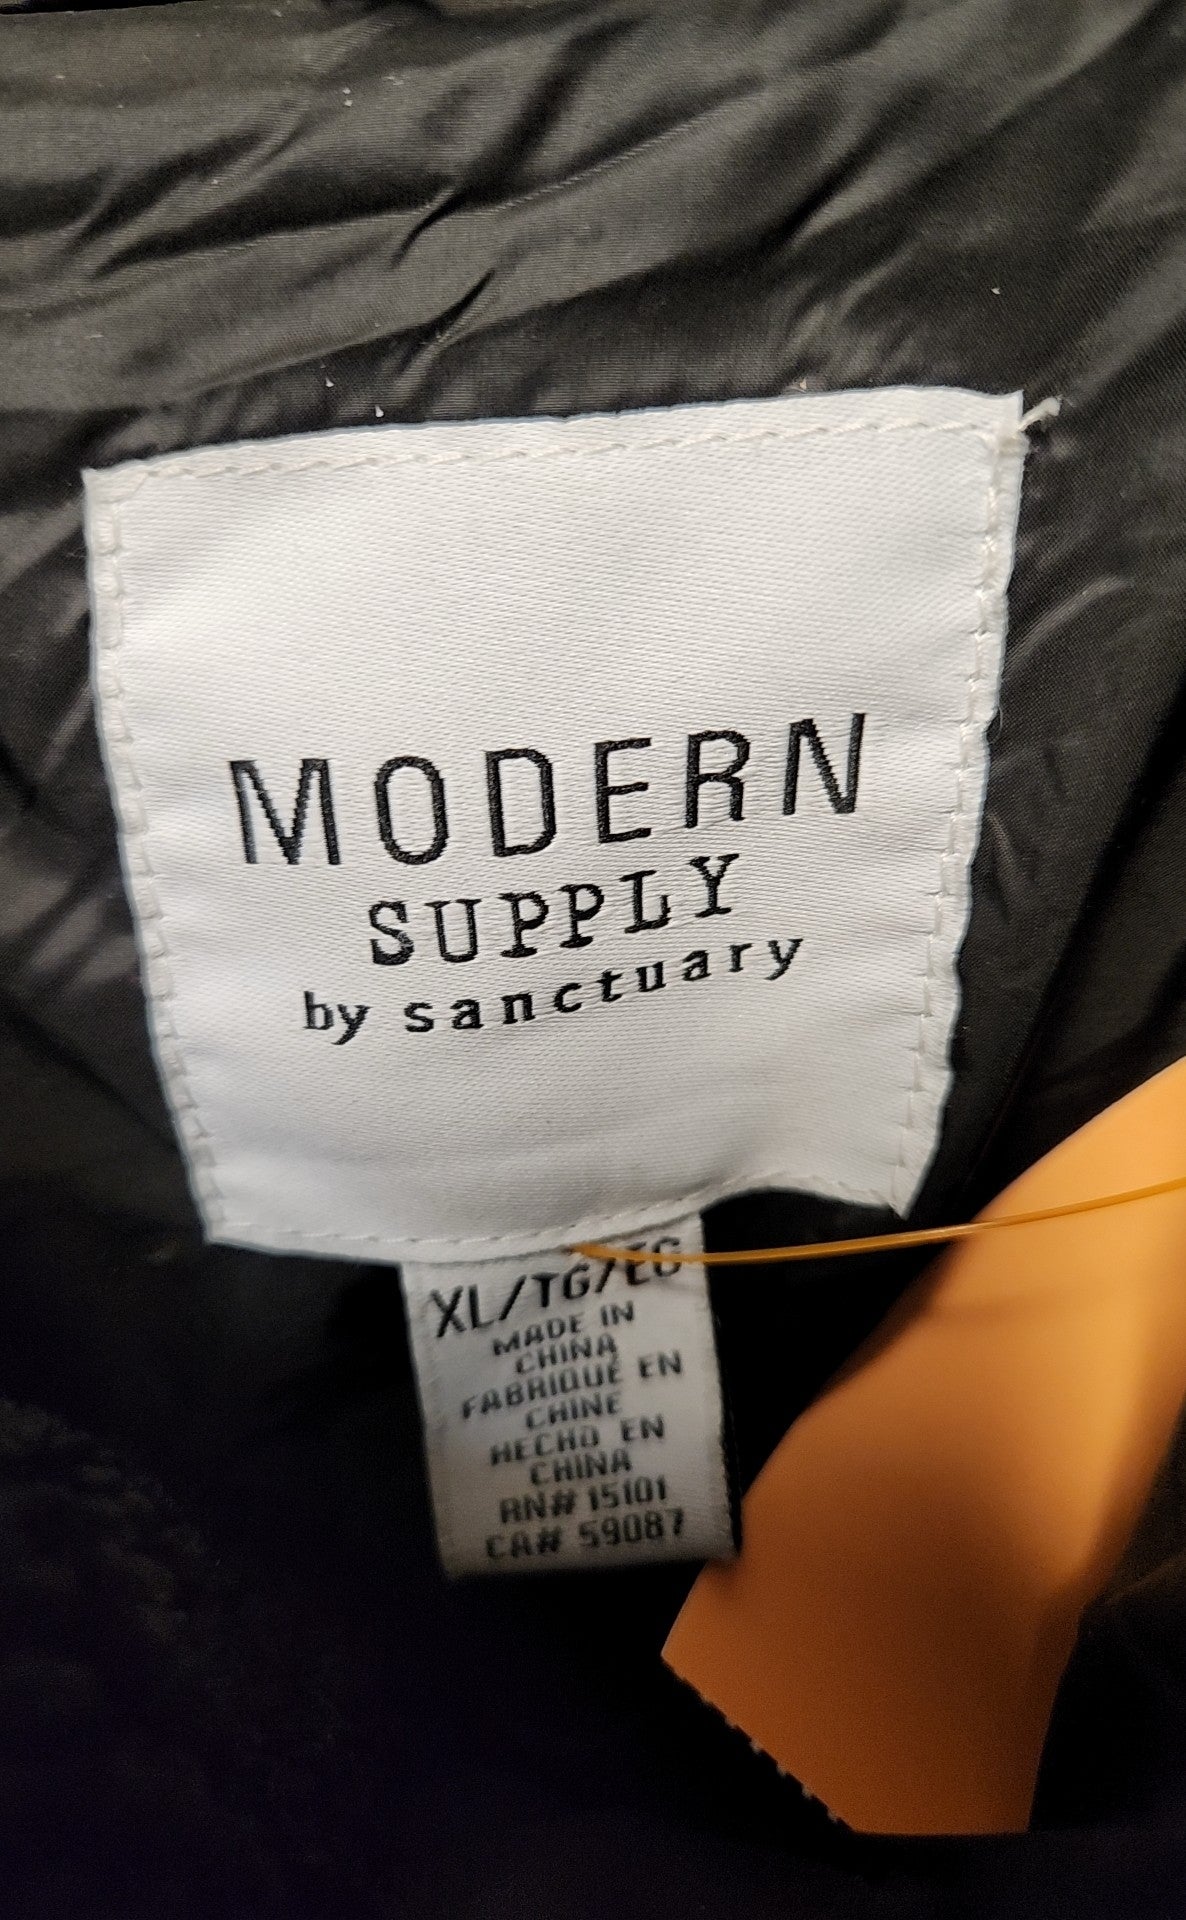 MODERN
SUPPLY
by sanctuary
XL/TG/EG
MADE IN
CHINA
FABRIQUÉ EN
CHINE
HECHO EN
CHINA
RN# 15101
CA# 59087